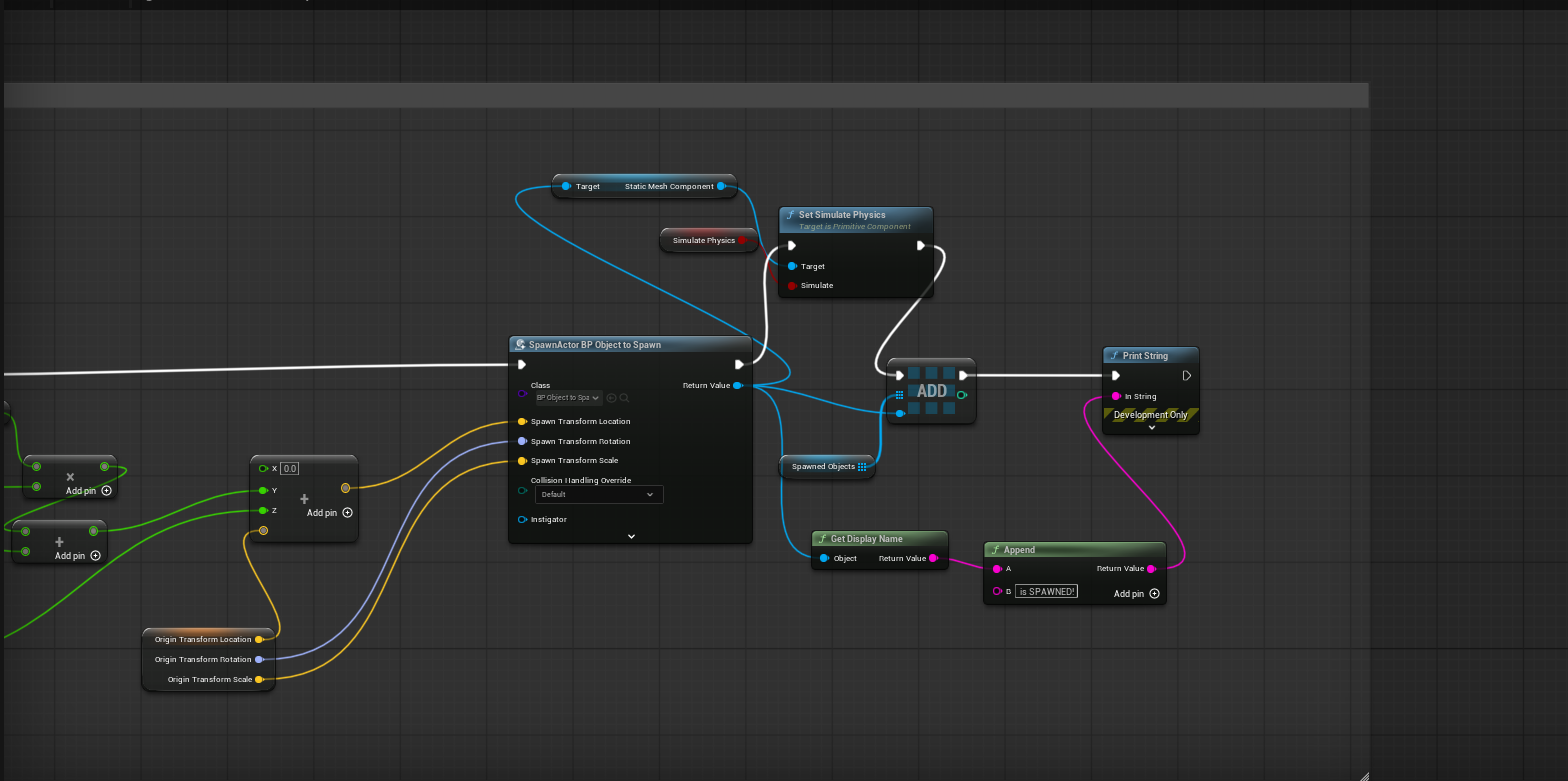 Target Static Mesh Component
Simulate Physics
Set Simulate Physics
Target is Primitive Component
Target
Simulate
SpawnActor BP Object to Spawn
Class
BP Object to Spa
Return Value
Spawn Transform Location
Spawn Transform Rotation
Spawn Transform Scale
Collision Handling Override
Default
Instigator
ADD
Print String
In String
Development Only
Spawned Objects
x
Add pin
+
Add pin
X 0.0
Y
Z
+
Add pin
Get Display Name
Object Return Value
Append
A Return Value
B is SPAWNED!
Add pin
Origin Transform Location
Origin Transform Rotation
Origin Transform Scale